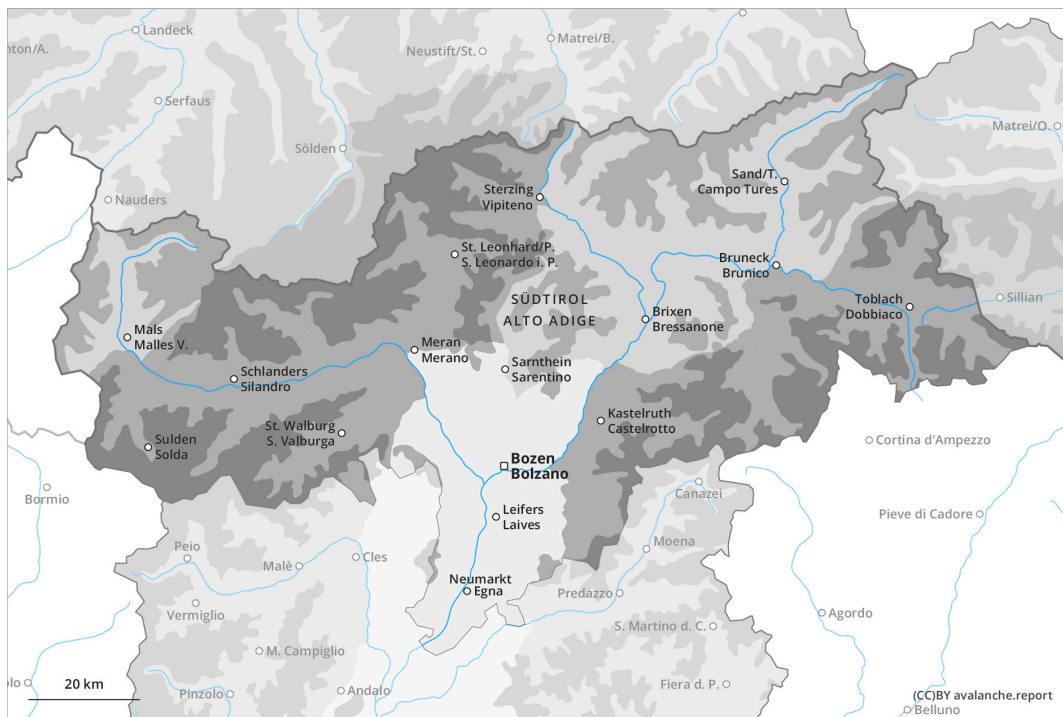 Landeck
Matrei/B.
nton/A.
Neustift/St.
Serfaus
Matrei/O.
Sölden
Sand/T.
Campo Tures
Sterzing
Vipiteno
Nauders
St. Leonhard/P.
S. Leonardo i. P.
Bruneck
Brunico
SÜDTIROL
ALTO ADIGE
Toblach
Dobbiaco
Sillian
Brixen
Bressanone
Mals
Malles V.
Meran
Merano
Sarnthein
Sarentino
Schlanders
Silandro
Kastelruth
Castelrotto
St. Walburg
S. Valburga
Sulden
Solda
Cortina d'Ampezzo
Bozen
Bolzano
Bormio
Canazei
Leifers
Laives
Pieve di Cadore
Peio
Moena
Malè
Cles
Neumarkt
Egna
Predazzo
Vermiglio
Agordo
S. Martino d. C.
M. Campiglio
olo
20 km
Pinzolo
Andalo
Fiera d. P.
(CC)BY avalanche.report
Belluno